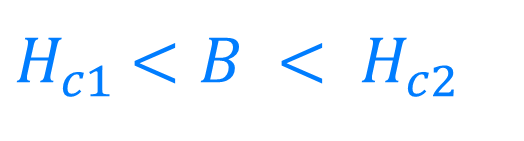 H_{c1} < B < H_{c2}